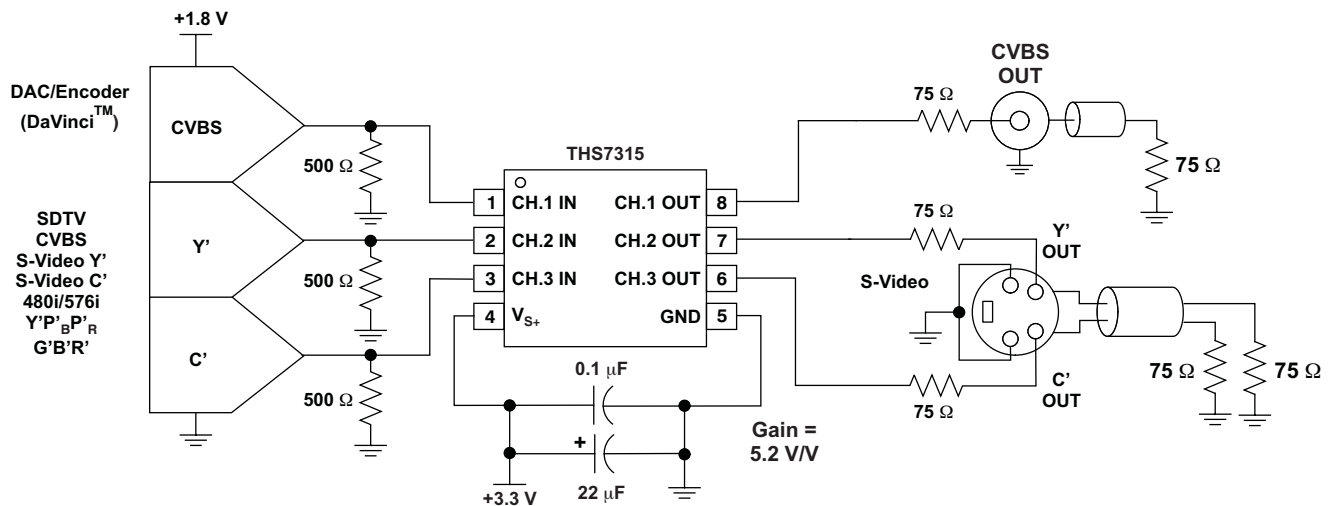 +1.8 V
DAC/Encoder
(DaVinci™)
CVBS
500 Ω
SDTV
CVBS
S-Video Y'
S-Video C'
480i/576i
Y'P'BP'R
G'B'R'
Y'
500 Ω
C'
500 Ω
THS7315
1 CH.1 IN CH.1 OUT 8
2 CH.2 IN CH.2 OUT 7
3 CH.3 IN CH.3 OUT 6
4 VS+ GND 5
0.1 µF
+
22 µF
+3.3 V
Gain =
5.2 V/V
CVBS
OUT
75 Ω
75 Ω
75 Ω
Y'
OUT
S-Video
75 Ω
C'
OUT
75 Ω
75 Ω